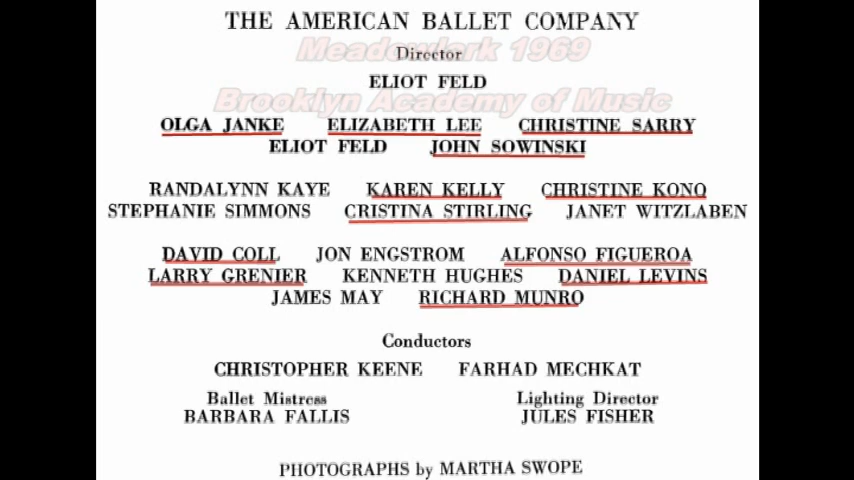 THE AMERICAN BALLET COMPANY
Meadowlark 1969
Director
ELIOT FELD
Brooklyn Academy of Music
OLGA JANKE ELIZABETH LEE CHRISTINE SARRY
ELIOT FELD JOHN SOWINSKI
RANDALYNN KAYE KAREN KELLY CHRISTINE KONO
STEPHANIE SIMMONS CRISTINA STIRLING JANET WITZLABEN
DAVID COLL JON ENGSTROM ALFONSO FIGUEROA
LARRY GRENIER KENNETH HUGHES DANIEL LEVINS
JAMES MAY RICHARD MUNRO
Conductors
CHRISTOPHER KEENE FARHAD MECHKAT
Ballet Mistress Lighting Director
BARBARA FALLIS JULES FISHER
PHOTOGRAPHS by MARTHA SWOPE